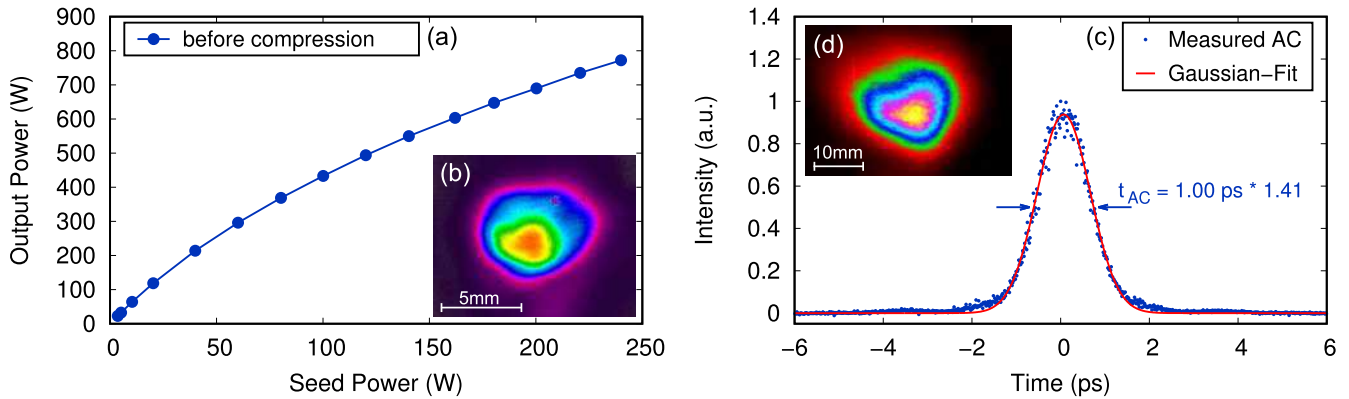 900
800
700
600
500
400
300
200
100
0
Output Power (W)
before compression
(a)
(b)
5mm
0
50
100
150
200
250
Seed Power (W)
1.4
1.2
1
0.8
0.6
0.4
0.2
0
Intensity (a.u.)
(d)
10mm
(c)
Measured AC
Gaussian−Fit
t AC = 1.00 ps * 1.41
−6
−4
−2
0
2
4
6
Time (ps)